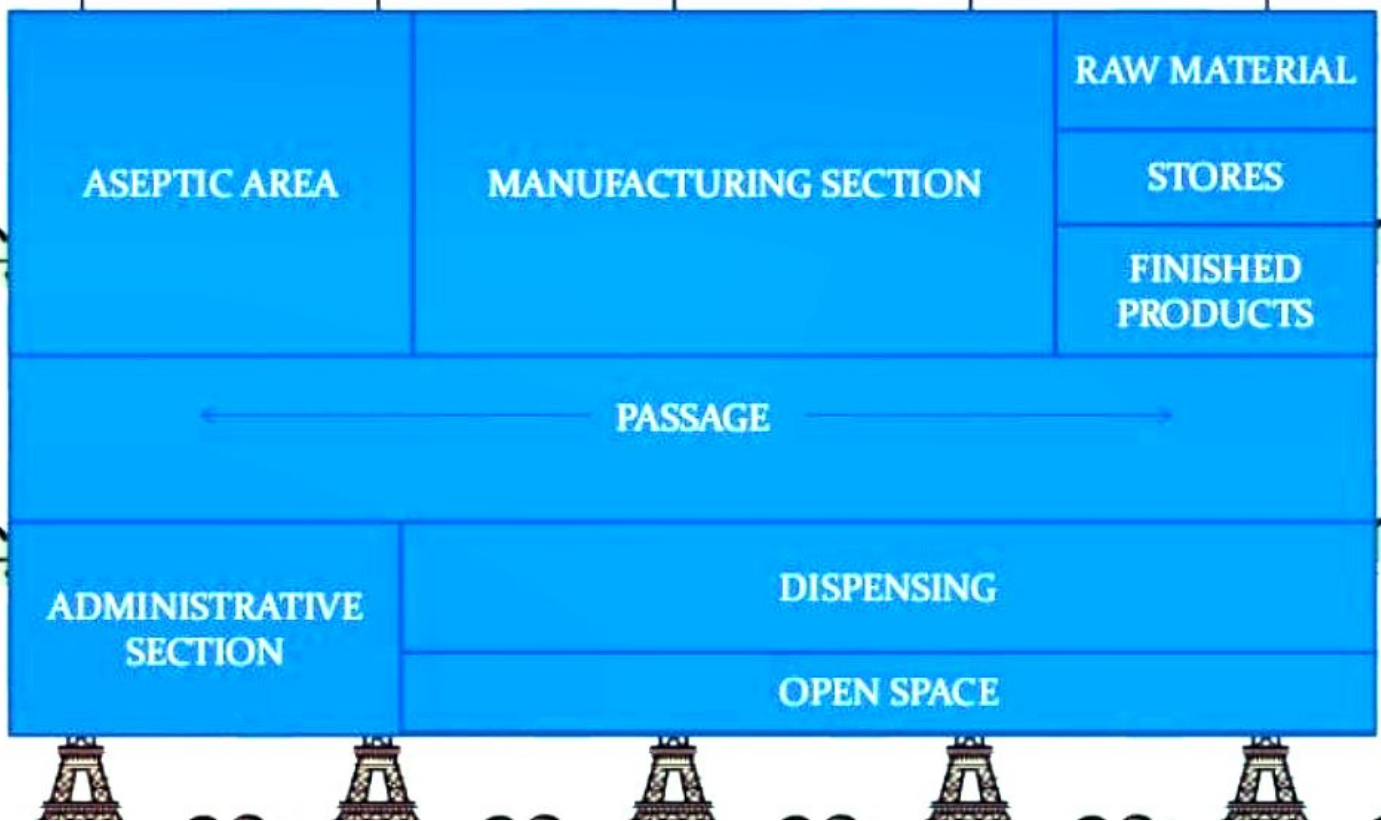 RAW MATERIAL
ASEPTIC AREA
MANUFACTURING SECTION
STORES
FINISHED
PRODUCTS
PASSAGE
ADMINISTRATIVE
SECTION
DISPENSING
OPEN SPACE